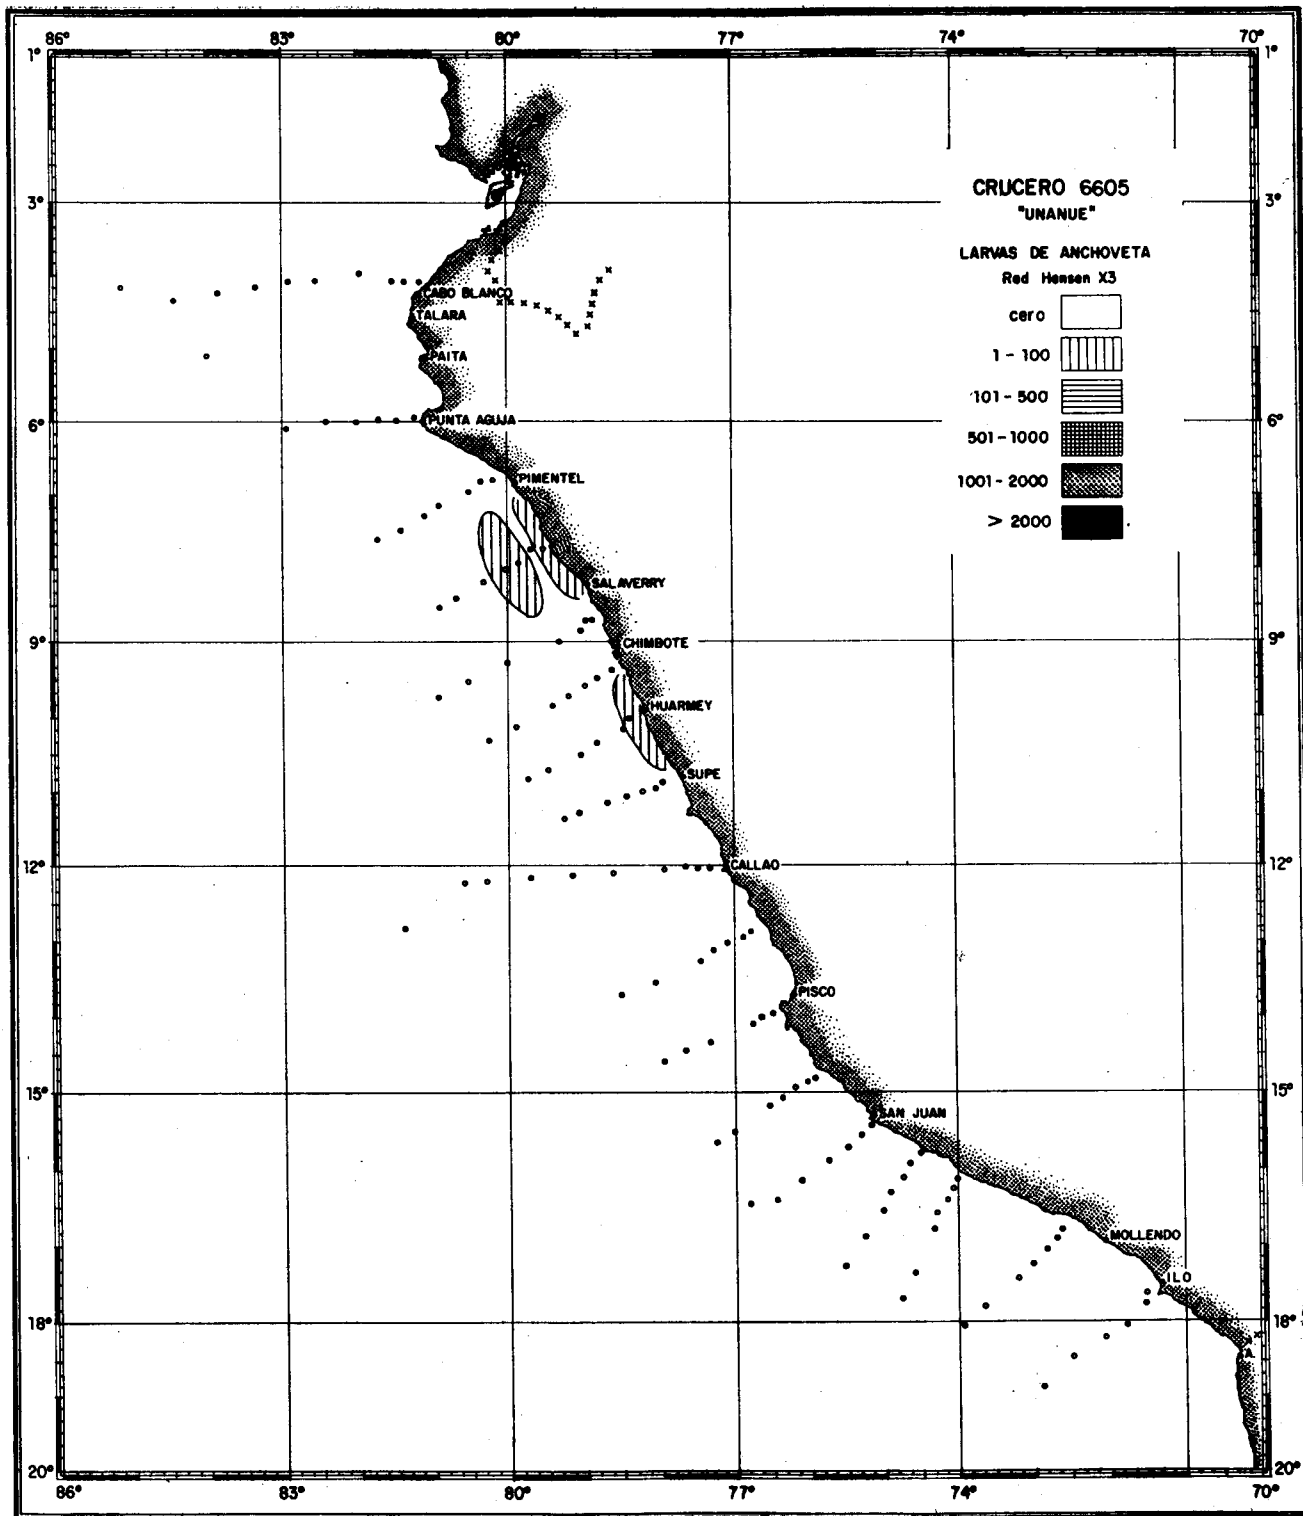 86° 83° 80° 77° 74° 70°
1° 1°
3° 3°
CRUCERO 6605
"UNANUE"
LARVAS DE ANCHOVETA
Red Hensen X3
cero
1 - 100
101 - 500
501 - 1000
1001 - 2000
> 2000
CABO BLANCO
TALARA
PAITA
6° PUNTA AGUJA 6°
PIMENTEL
SALAVERRY
9° CHIMBOTE 9°
HUARMEY
SUPE
12° CALLAO 12°
PISCO
15° 15°
SAN JUAN
MOLLENDO
ILO
18° 18°
A.
20° 20°
86° 83° 80° 77° 74° 70°